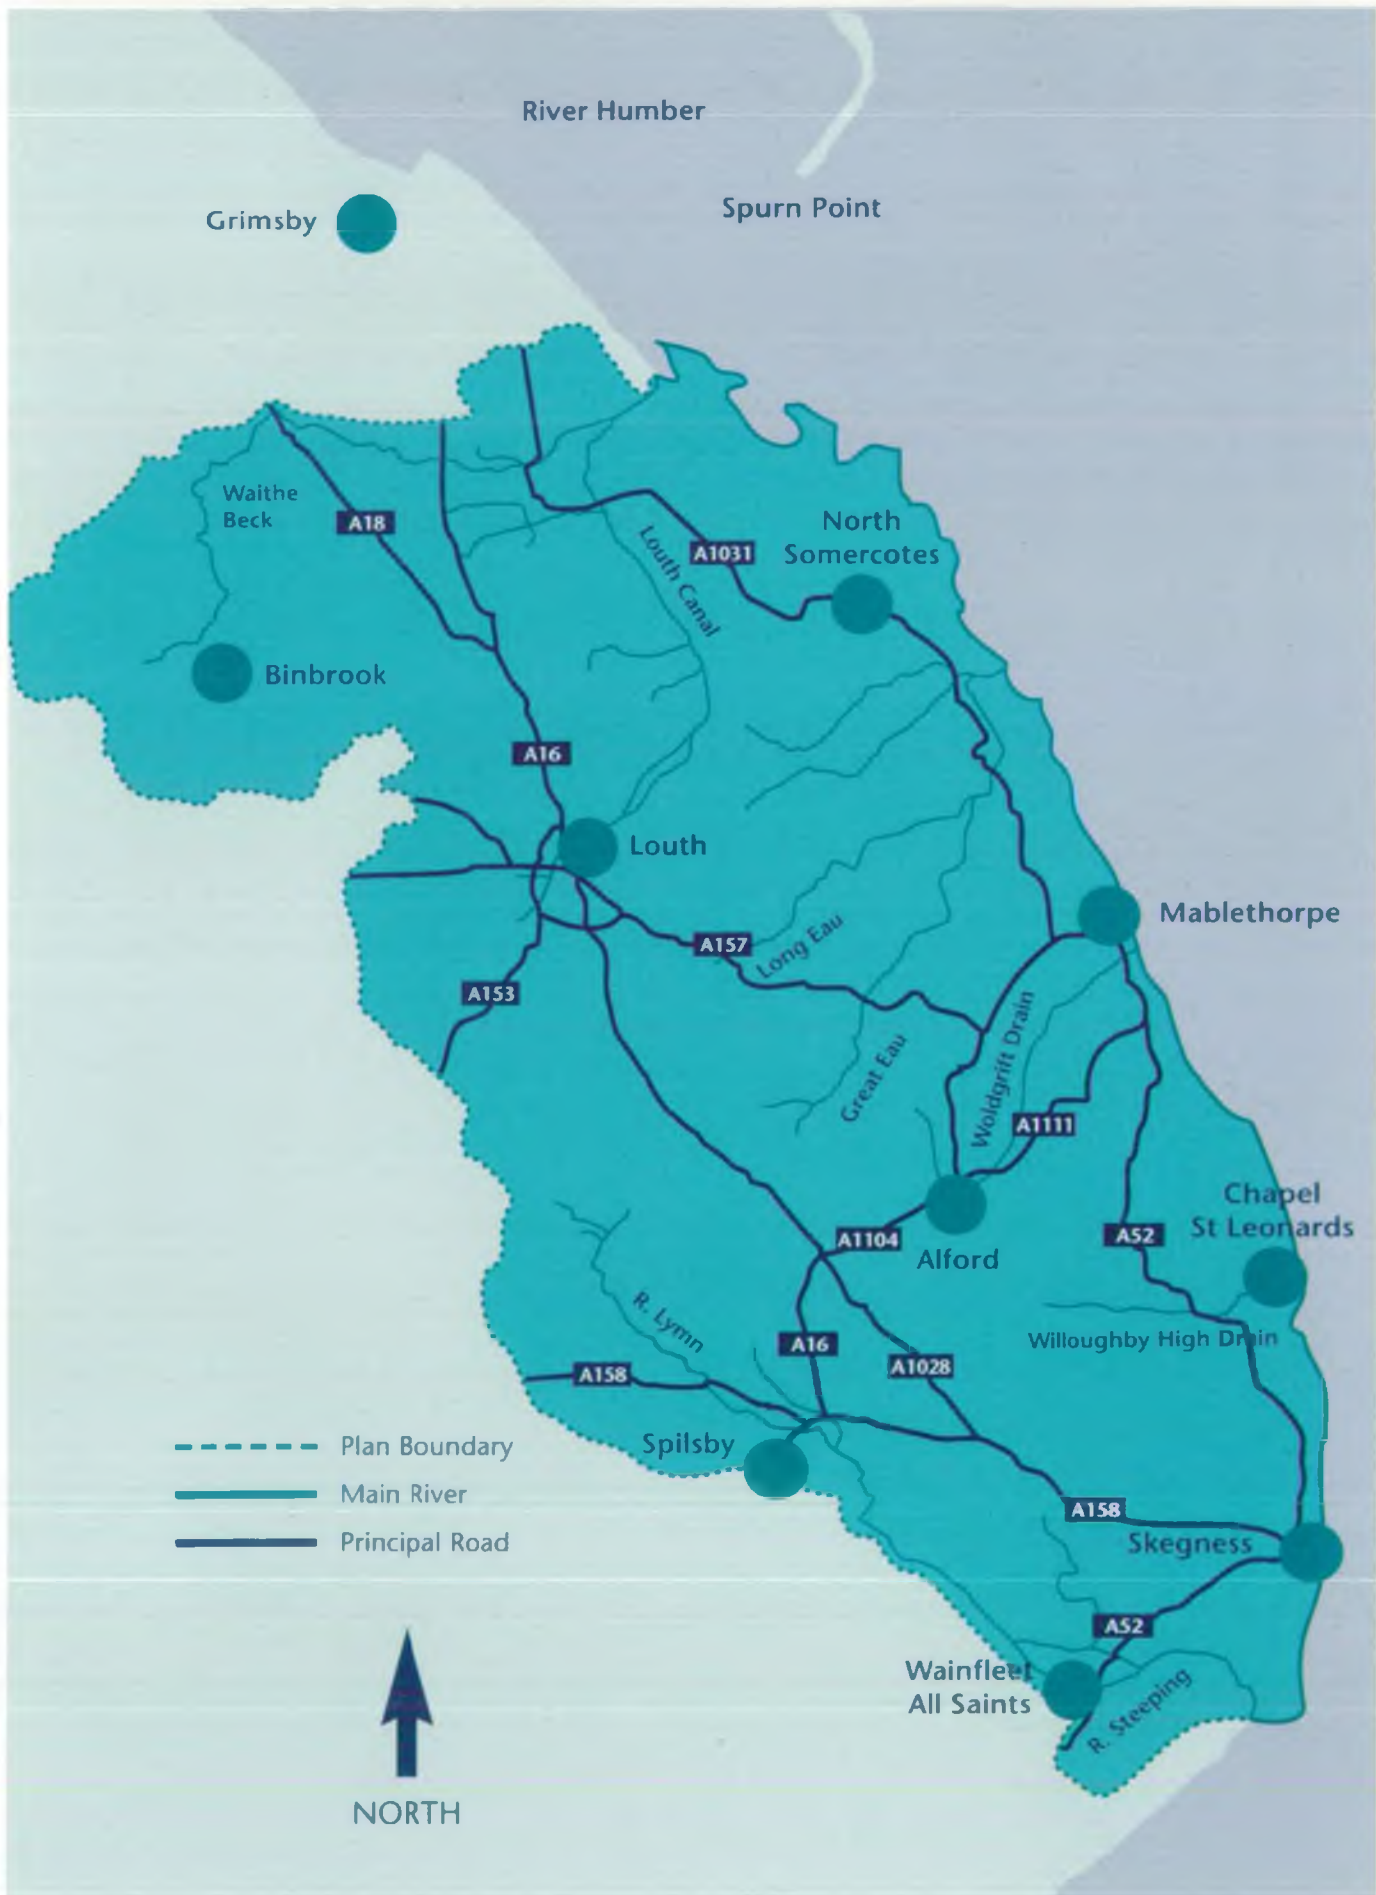 River Humber
Spurn Point
Grimsby
Waithe
Beck
A18
A1031
North
Somercotes
Louth Canal
Binbrook
A16
Louth
Mablethorpe
A157
Long Eau
A153
Great Eau
Woldgrift Drain
A1111
Chapel
St Leonards
A1104
A52
Alford
R. Lymn
A16
Willoughby High Drain
A158
A1028
Spilsby
Plan Boundary
Main River
Principal Road
A158
Skegness
A52
Wainfleet
All Saints
R. Steeping
NORTH